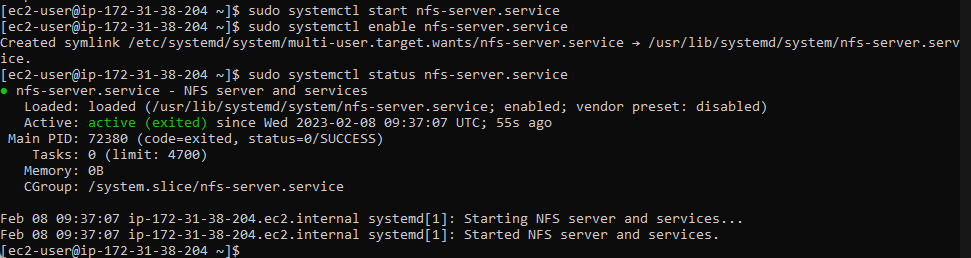 [ec2-user@ip-172-31-38-204 ~]$ sudo systemctl start nfs-server.service
[ec2-user@ip-172-31-38-204 ~]$ sudo systemctl enable nfs-server.service
Created symlink /etc/systemd/system/multi-user.target.wants/nfs-server.service → /usr/lib/systemd/system/nfs-server.serv
ice.
[ec2-user@ip-172-31-38-204 ~]$ sudo systemctl status nfs-server.service
● nfs-server.service - NFS server and services
   Loaded: loaded (/usr/lib/systemd/system/nfs-server.service; enabled; vendor preset: disabled)
   Active: active (exited) since Wed 2023-02-08 09:37:07 UTC; 55s ago
 Main PID: 72380 (code=exited, status=0/SUCCESS)
    Tasks: 0 (limit: 4700)
   Memory: 0B
   CGroup: /system.slice/nfs-server.service

Feb 08 09:37:07 ip-172-31-38-204.ec2.internal systemd[1]: Starting NFS server and services...
Feb 08 09:37:07 ip-172-31-38-204.ec2.internal systemd[1]: Started NFS server and services.
[ec2-user@ip-172-31-38-204 ~]$